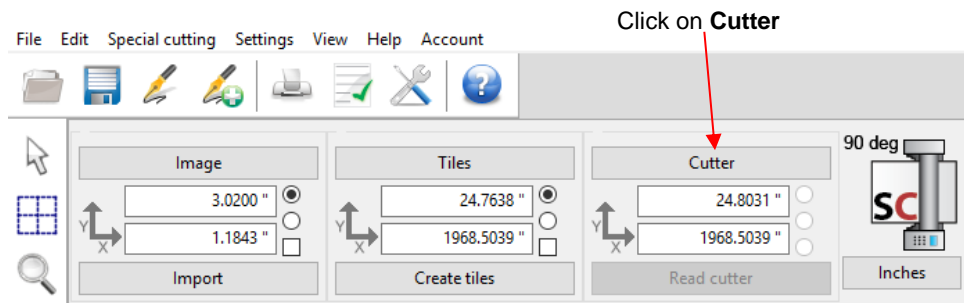 Click on Cutter
File Edit Special cutting Settings View Help Account
?
90 deg
Image Tiles Cutter
Y 3.0200 " Y 24.7638 " Y 24.8031 "
X 1.1843 " X 1968.5039 " X 1968.5039 "
SC
Import Create tiles Read cutter Inches